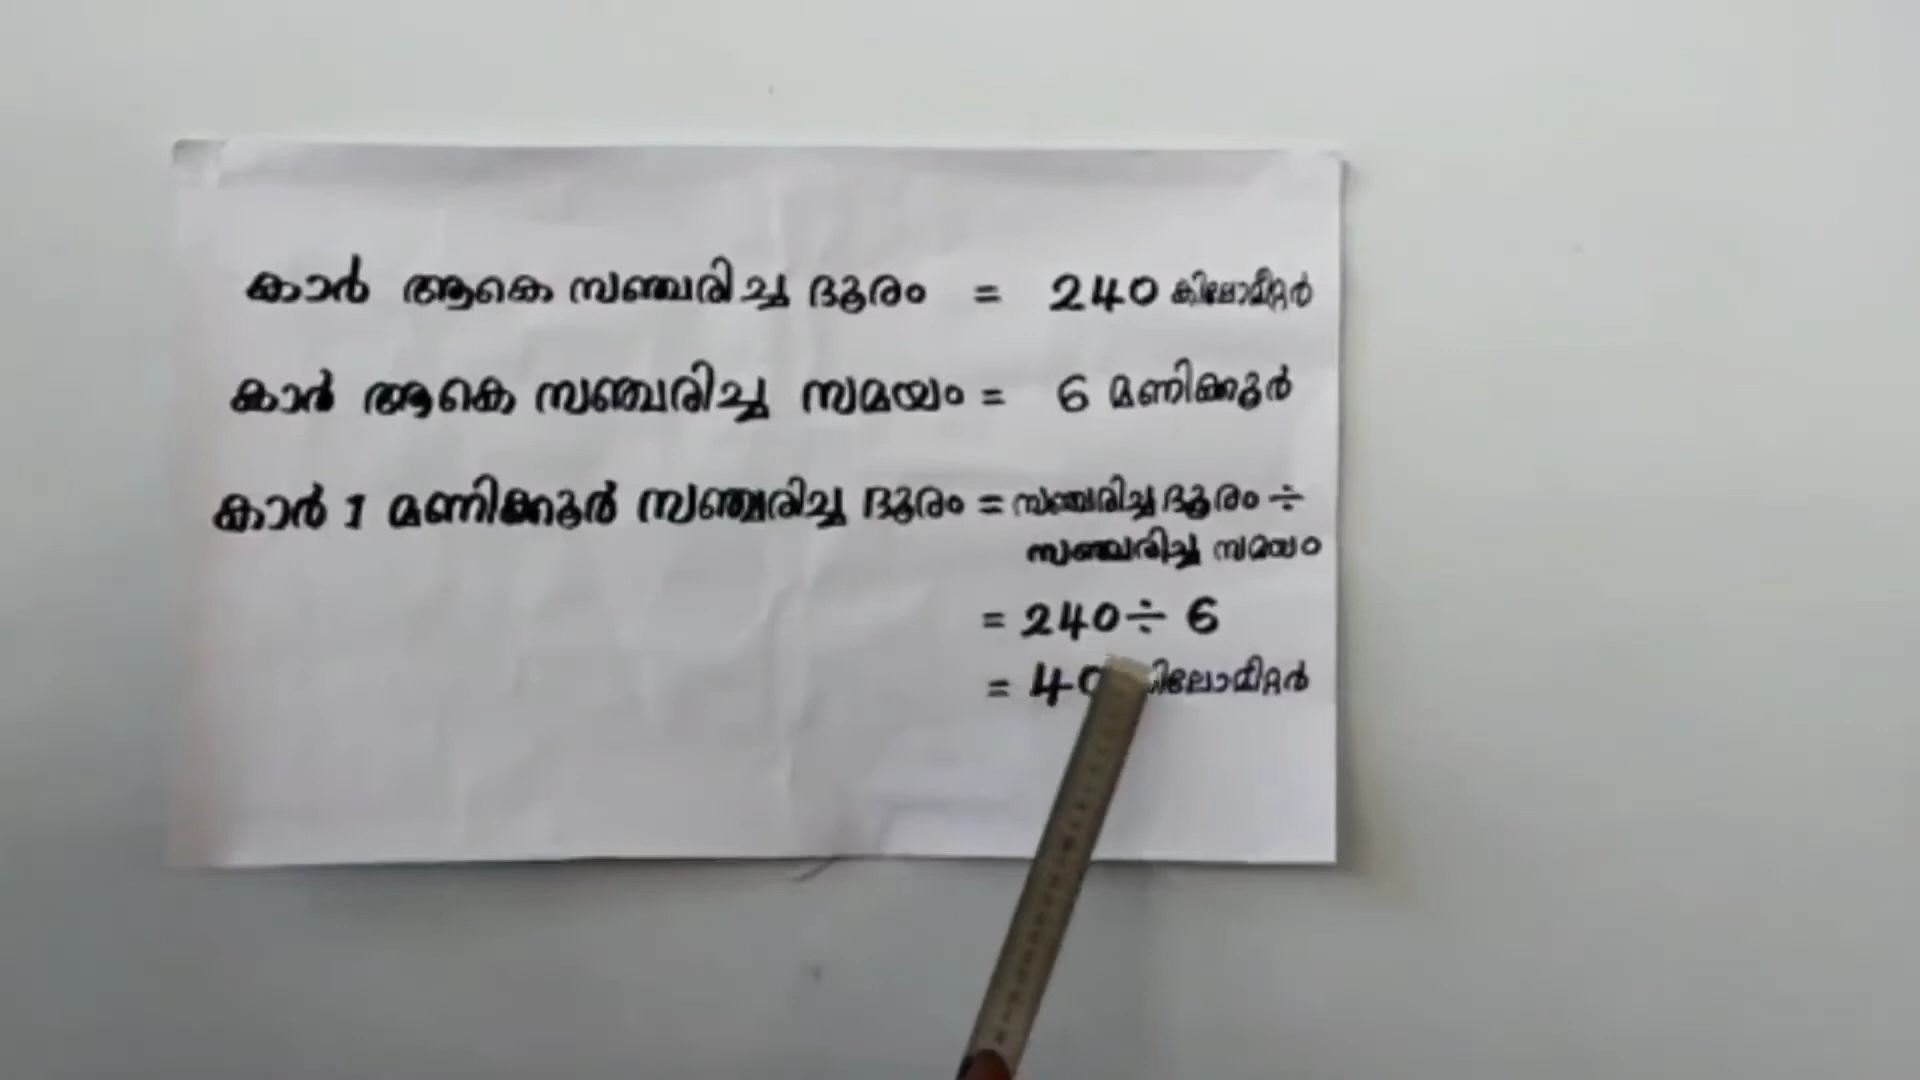 കാർ ആകെ സഞ്ചരിച്ച ദൂരം = 240 കിലോമീറ്റർ
കാർ ആകെ സഞ്ചരിച്ച സമയം = 6 മണിക്കൂർ
കാർ 1 മണിക്കൂർ സഞ്ചരിച്ച ദൂരം = സഞ്ചരിച്ച ദൂരം ÷
സഞ്ചരിച്ച സമയം
= 240 ÷ 6
= 40 കിലോമീറ്റർ